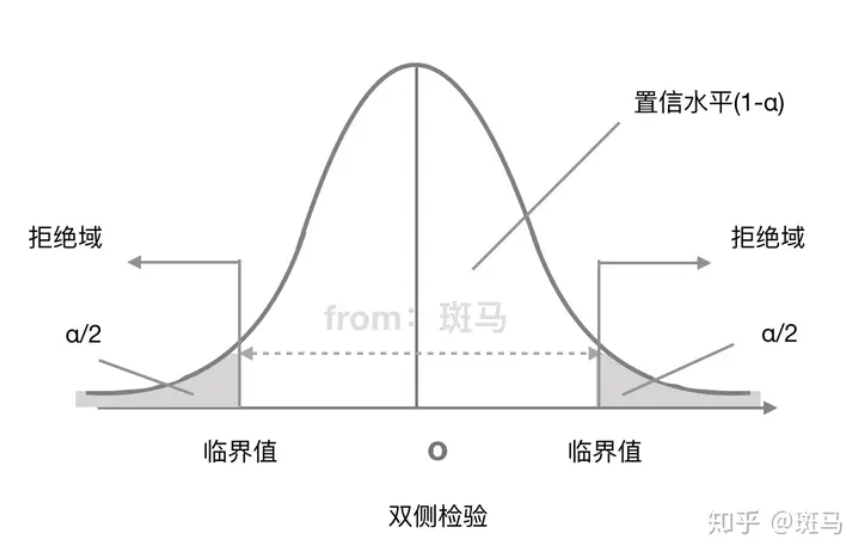 置信水平(1-α)
拒绝域
拒绝域
from：斑马
α/2
α/2
临界值
O
临界值
双侧检验
知乎 @斑马